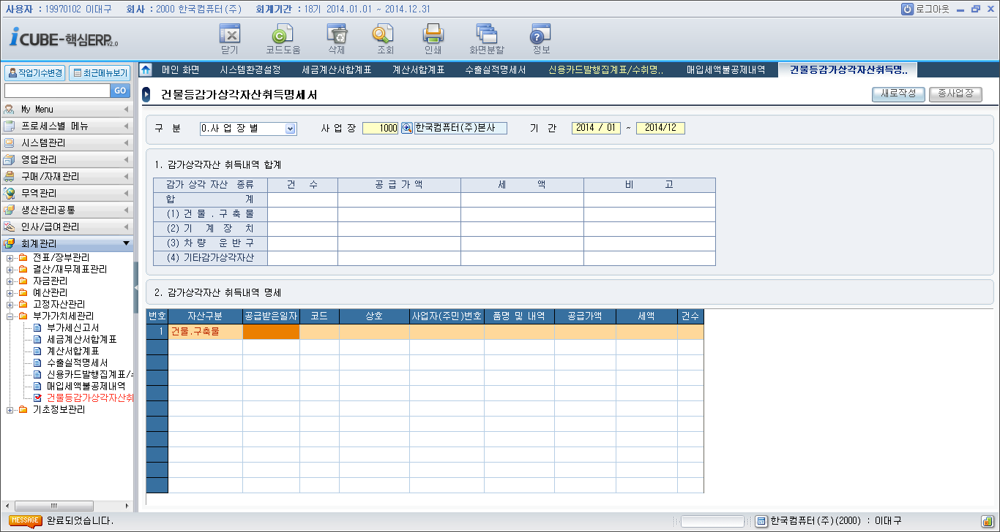 사용자 : 19970102 이대구 회사 : 2000 한국컴퓨터(주) 회계기간 : 18기 2014.01.01 ~ 2014.12.31 로그아웃
iCUBE-핵심ERP v2.0
닫기 코드도움 삭제 조회 인쇄 화면분할 정보
작업기수변경 최근메뉴보기
메인 화면 시스템환경설정 세금계산서합계표 계산서합계표 수출실적명세서 신용카드발행집계표/수취명.. 매입세액불공제내역 건물등감가상각자산취득명..
GO
건물등감가상각자산취득명세서 새로작성 종사업장
My Menu
프로세스별 메뉴
시스템관리
영업관리
구매/자재관리
무역관리
생산관리공통
인사/급여관리
회계관리
전표/장부관리
결산/재무제표관리
자금관리
예산관리
고정자산관리
부가가치세관리
부가세신고서
세금계산서합계표
계산서합계표
수출실적명세서
신용카드발행집계표/수
매입세액불공제내역
건물등감가상각자산취
기초정보관리
구 분 0.사 업 장 별 사 업 장 1000 한국컴퓨터(주)본사 기 간 2014 / 01 ~ 2014/12
1. 감가상각자산 취득내역 합계
감가 상각 자산 종류 건 수 공 급 가 액 세 액 비 고
합 계
(1) 건 물 . 구 축 물
(2) 기 계 장 치
(3) 차 량 운 반 구
(4) 기타감가상각자산
2. 감가상각자산 취득내역 명세
번호 자산구분 공급받은일자 코드 상호 사업자(주민)번호 품명 및 내역 공급가액 세액 건수
1 건물.구축물
MESSAGE 완료되었습니다. 한국컴퓨터(주)(2000) : 이대구